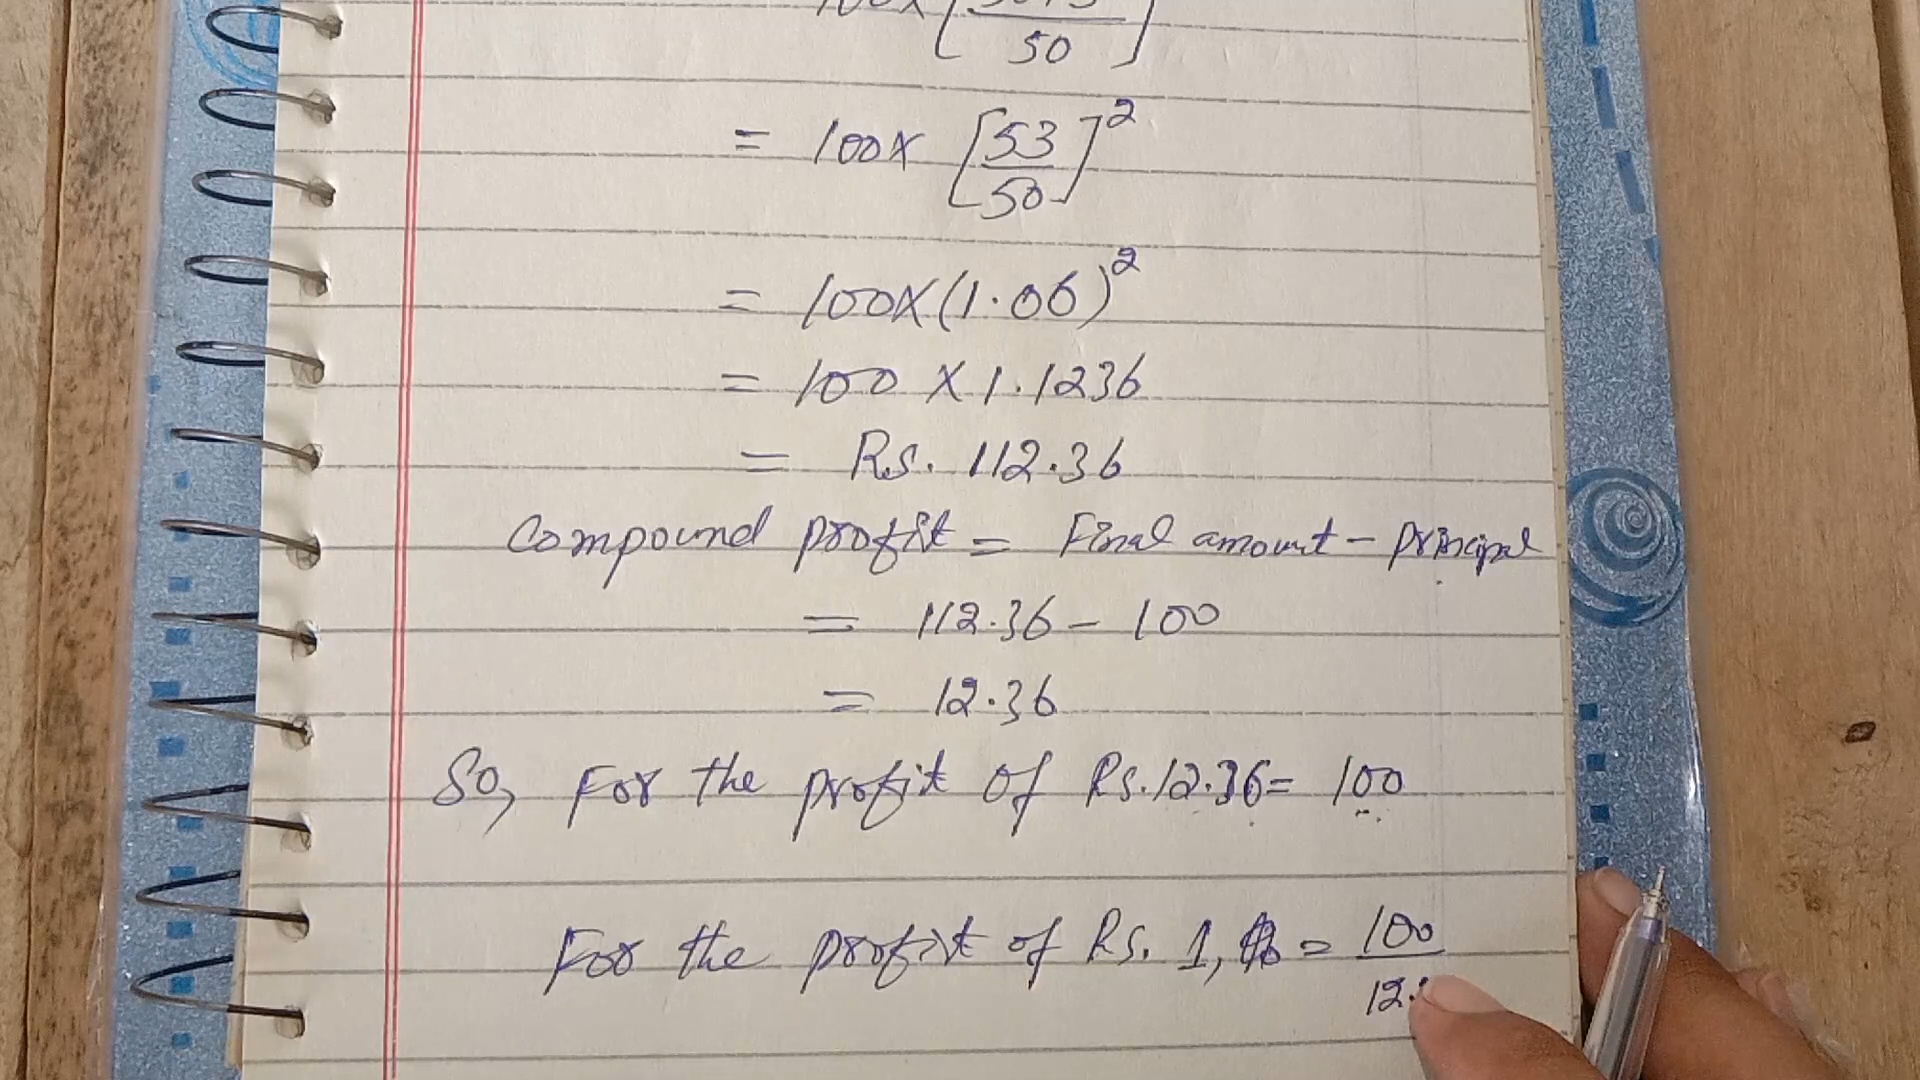 50
= 100 x [53/50]²
= 100x(1.06)²
= 100 x 1.1236
= Rs. 112.36
Compound profit = Final amount - principal
= 112.36 - 100
= 12.36
So, For the profit of Rs.12.36 = 100
For the profit of Rs. 1, = 100
12.